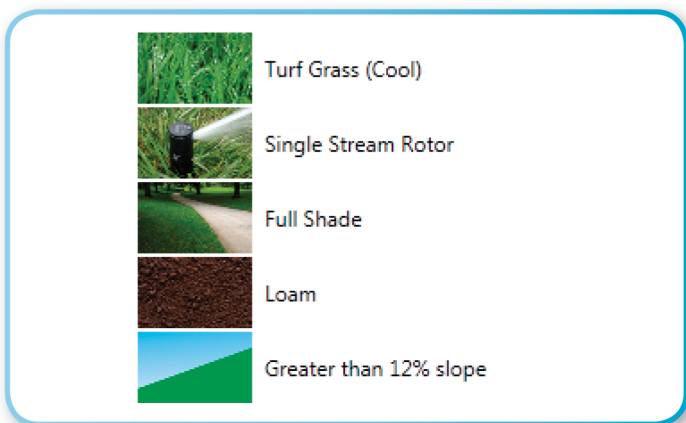 Turf Grass (Cool)
Single Stream Rotor
Full Shade
Loam
Greater than 12% slope